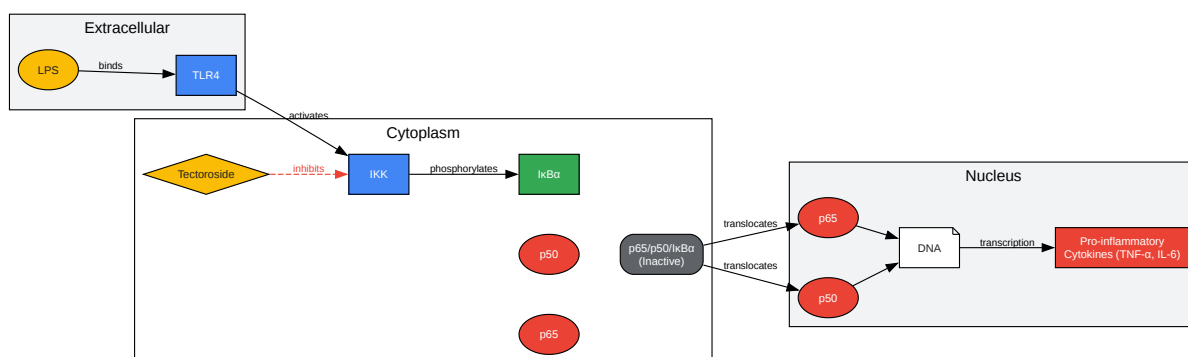 Extracellular
LPS
binds
TLR4
activates
Cytoplasm
Tectoroside
inhibits
IKK
phosphorylates
IκBα
p50
p65
p65/p50/IκBα
(Inactive)
translocates
translocates
Nucleus
p65
p50
DNA
transcription
Pro-inflammatory
Cytokines (TNF-α, IL-6)